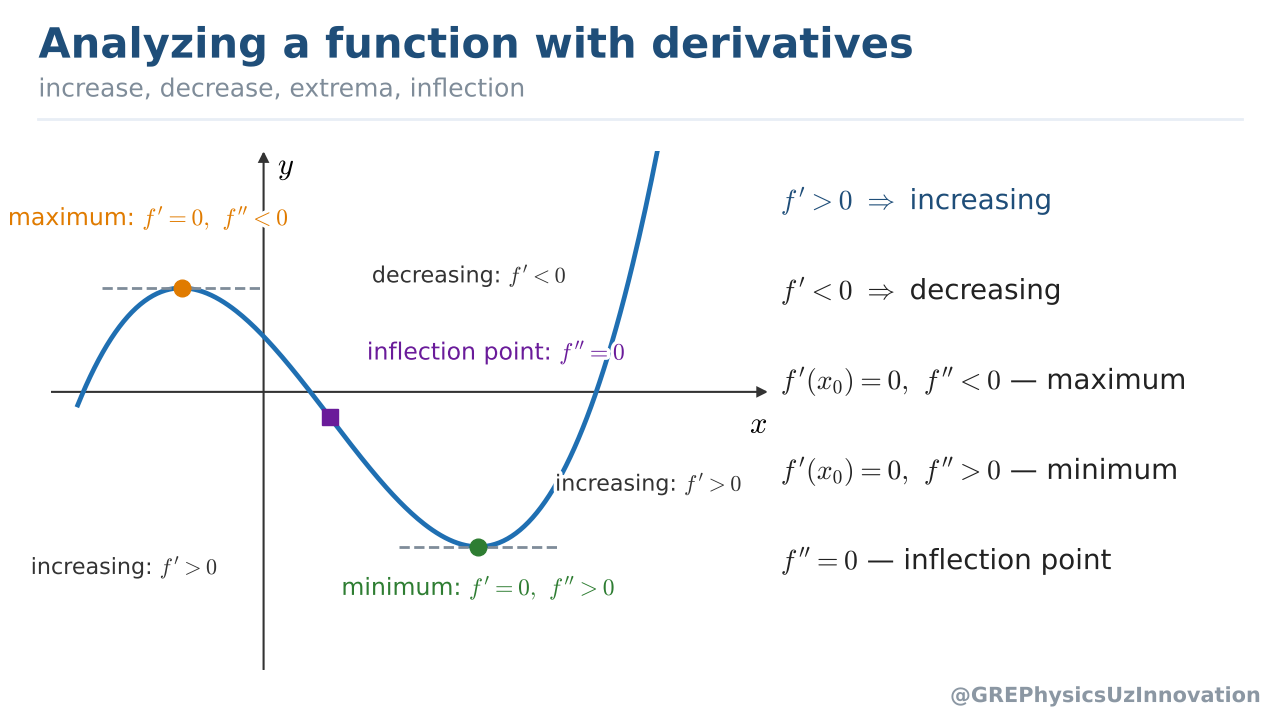 Analyzing a function with derivatives
increase, decrease, extrema, inflection
y
maximum: f′ = 0, f″ < 0
decreasing: f′ < 0
inflection point: f″ = 0
x
increasing: f′ > 0
increasing: f′ > 0
minimum: f′ = 0, f″ > 0
f′ > 0 ⇒ increasing
f′ < 0 ⇒ decreasing
f′(x₀) = 0, f″ < 0 — maximum
f′(x₀) = 0, f″ > 0 — minimum
f″ = 0 — inflection point
@GREPhysicsUzInnovation